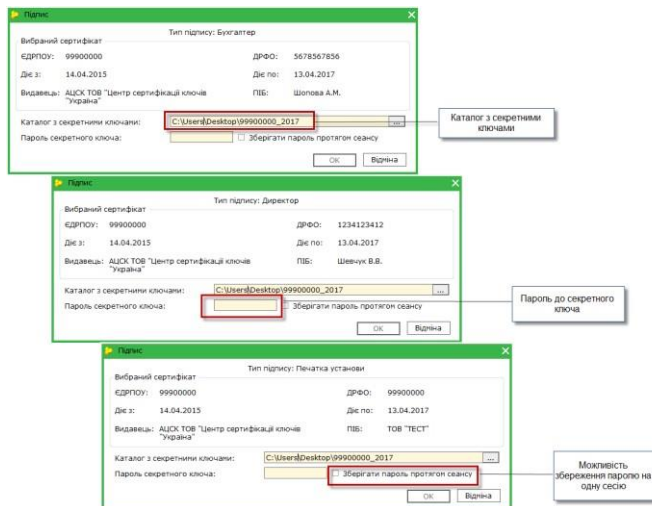 Підпис
Тип підпису: Бухгалтер
Вибраний сертифікат
ЄДРПОУ: 99900000 ДРФО: 5678567856
Діє з: 14.04.2015 Діє по: 13.04.2017
Видавець: АЦСК ТОВ "Центр сертифікації ключів "Україна" ПІБ: Шопова А.М.
Каталог з секретними ключами: C:\Users\Desktop\99900000_2017 ...
Пароль секретного ключа: Зберігати пароль протягом сеансу
ОК Відміна
Каталог з секретними
ключами
Підпис
Тип підпису: Директор
Вибраний сертифікат
ЄДРПОУ: 99900000 ДРФО: 1234123412
Діє з: 14.04.2015 Діє по: 13.04.2017
Видавець: АЦСК ТОВ "Центр сертифікації ключів "Україна" ПІБ: Шевчук В.В.
Каталог з секретними ключами: C:\Users\Desktop\99900000_2017 ...
Пароль секретного ключа: Зберігати пароль протягом сеансу
ОК Відміна
Пароль до секретного
ключа
Підпис
Тип підпису: Печатка установи
Вибраний сертифікат
ЄДРПОУ: 99900000 ДРФО: 99900000
Діє з: 14.04.2015 Діє по: 13.04.2017
Видавець: АЦСК ТОВ "Центр сертифікації ключів "Україна" ПІБ: ТОВ "ТЕСТ"
Каталог з секретними ключами: C:\Users\Desktop\99900000_2017 ...
Пароль секретного ключа: Зберігати пароль протягом сеансу
ОК Відміна
Можливість
збереження паролю на
одну сесію